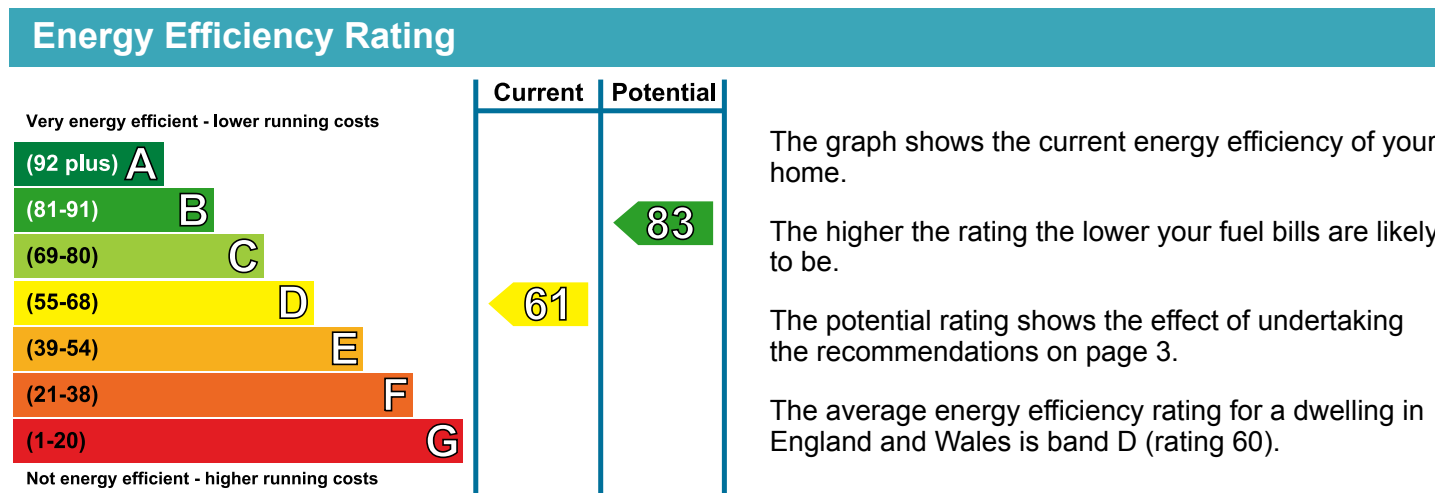 Energy Efficiency Rating
Current Potential
Very energy efficient - lower running costs
(92 plus) A
(81-91) B
83
(69-80) C
(55-68) D
61
(39-54) E
(21-38) F
(1-20) G
Not energy efficient - higher running costs
The graph shows the current energy efficiency of your
home.
The higher the rating the lower your fuel bills are likely
to be.
The potential rating shows the effect of undertaking
the recommendations on page 3.
The average energy efficiency rating for a dwelling in
England and Wales is band D (rating 60).